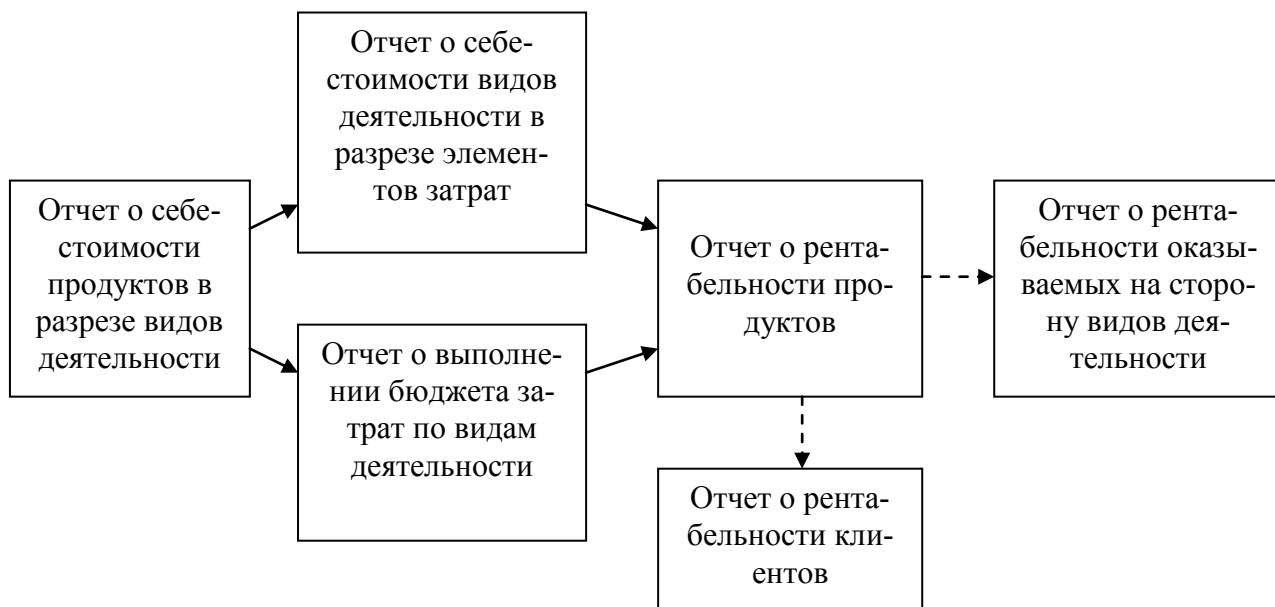 Отчет о себе-
стоимости
продуктов в
разрезе видов
деятельности
Отчет о себе-
стоимости видов
деятельности в
разрезе элемен-
тов затрат
Отчет о выполне-
нии бюджета за-
трат по видам
деятельности
Отчет о рента-
бельности про-
дуктов
Отчет о рента-
бельности оказы-
ваемых на сторо-
ну видов дея-
тельности
Отчет о рента-
бельности кли-
ентов